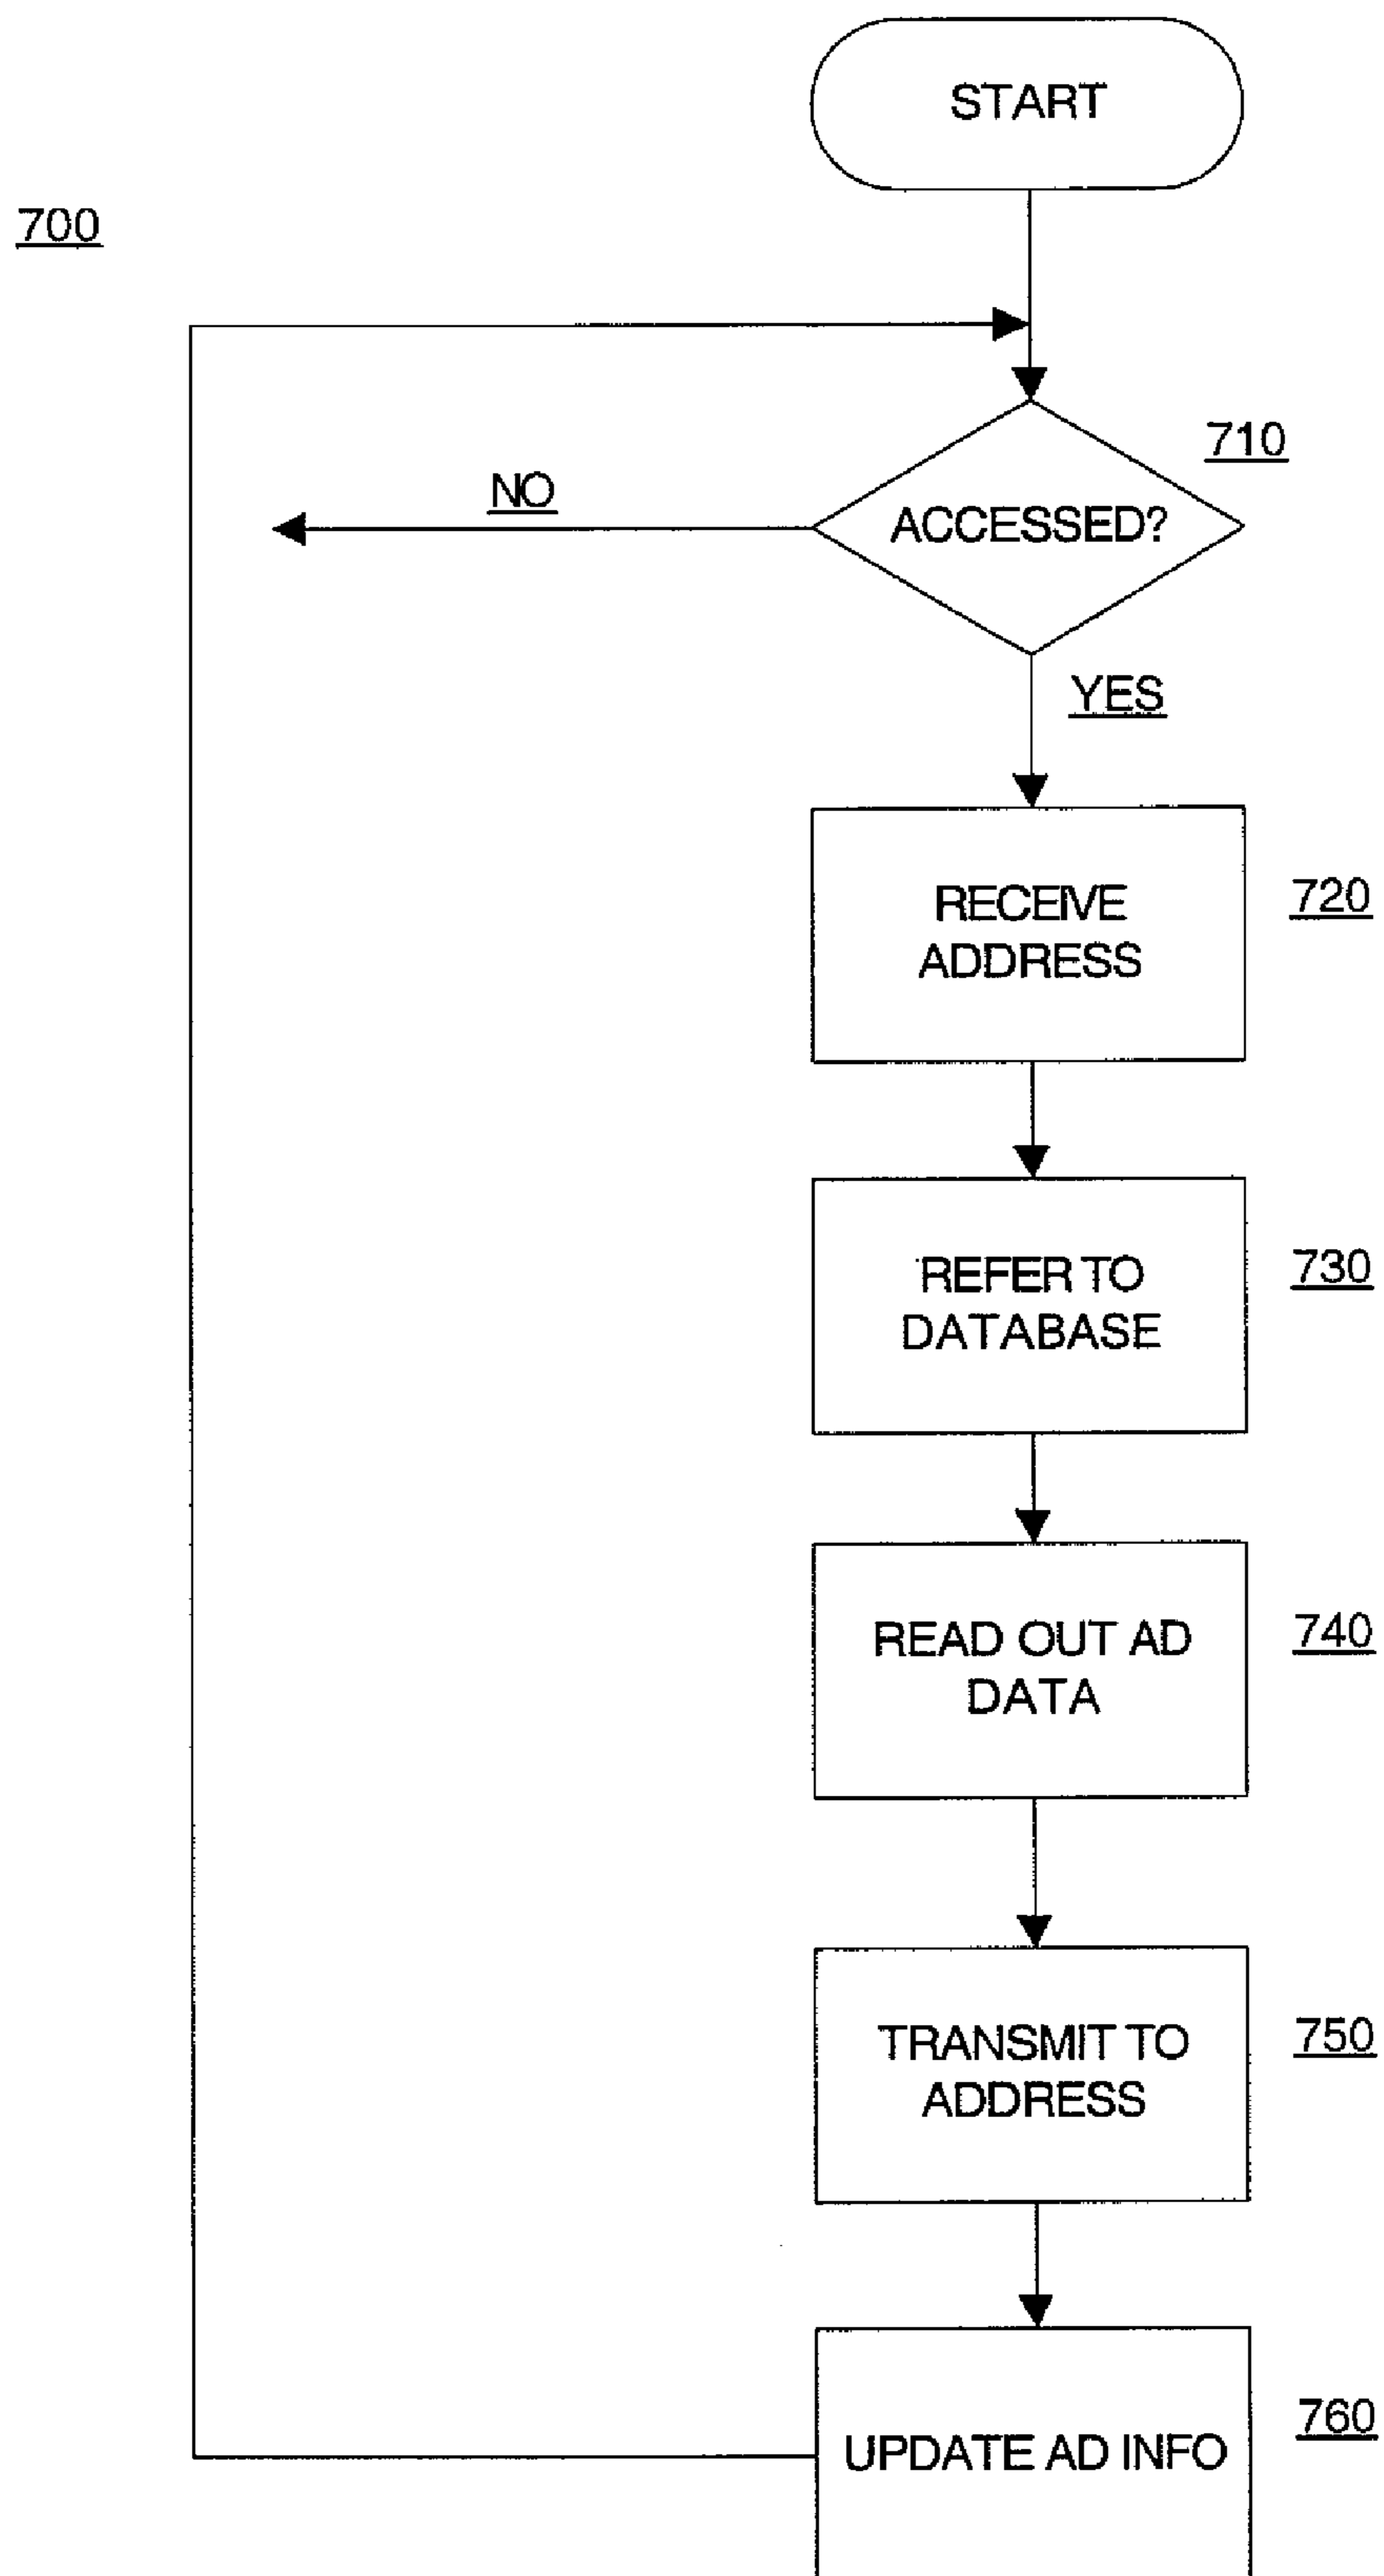 START
700
710
NO
ACCESSED?
YES
RECEIVE
ADDRESS
720
REFER TO
DATABASE
730
READ OUT AD
DATA
740
TRANSMIT TO
ADDRESS
750
UPDATE AD INFO
760